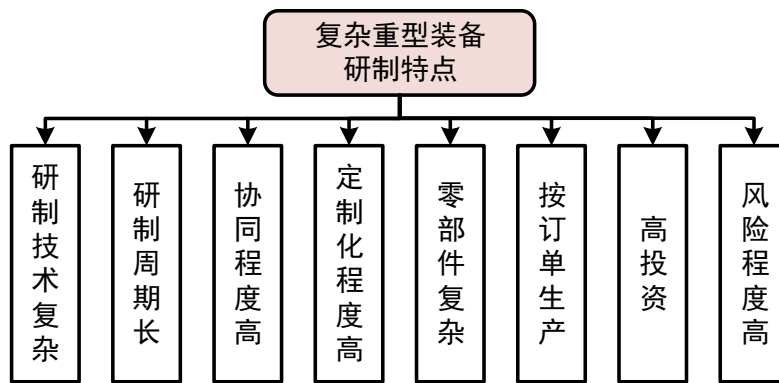 复杂重型装备
研制特点
研制技术复杂
研制周期长
协同程度高
定制化程度高
零部件复杂
按订单生产
高投资
风险程度高